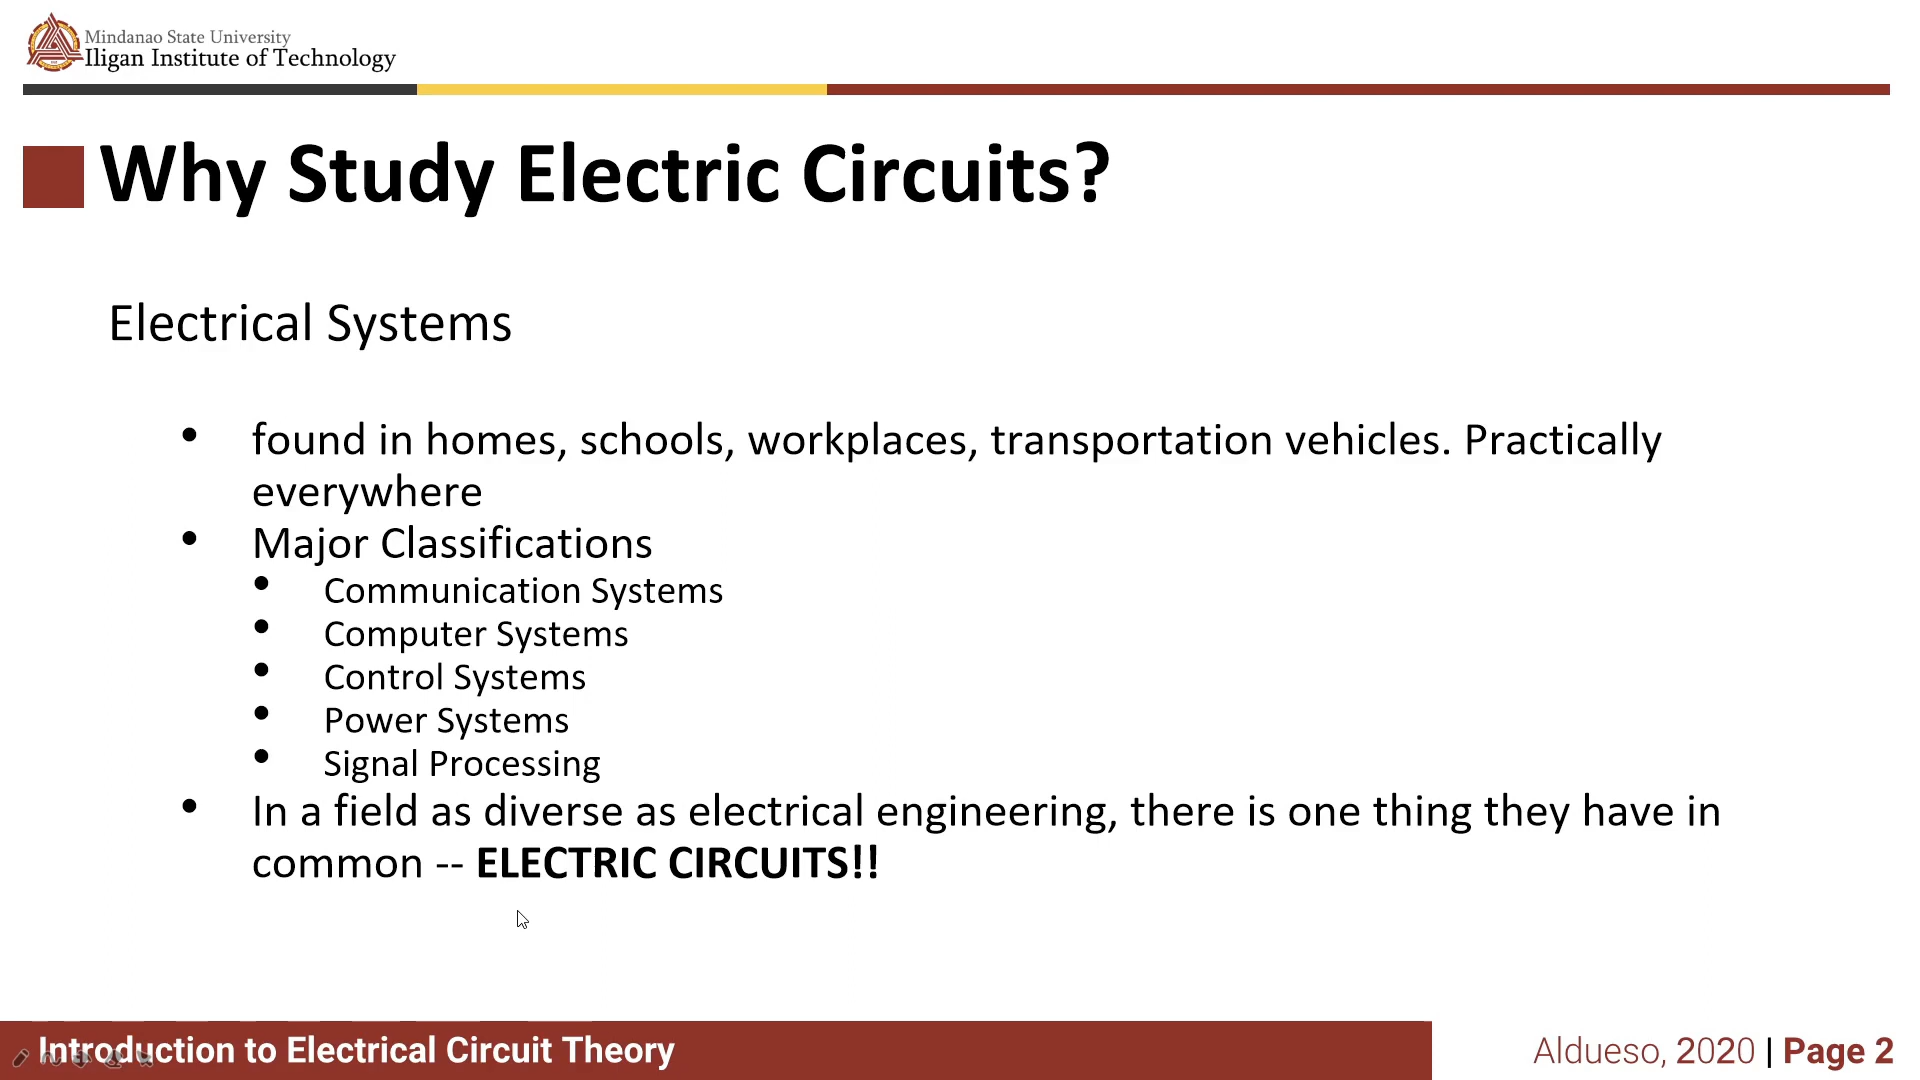 Mindanao State University
Iligan Institute of Technology
Why Study Electric Circuits?
Electrical Systems
• found in homes, schools, workplaces, transportation vehicles. Practically
everywhere
• Major Classifications
• Communication Systems
• Computer Systems
• Control Systems
• Power Systems
• Signal Processing
• In a field as diverse as electrical engineering, there is one thing they have in
common -- ELECTRIC CIRCUITS!!
Introduction to Electrical Circuit Theory
Aldueso, 2020 | Page 2